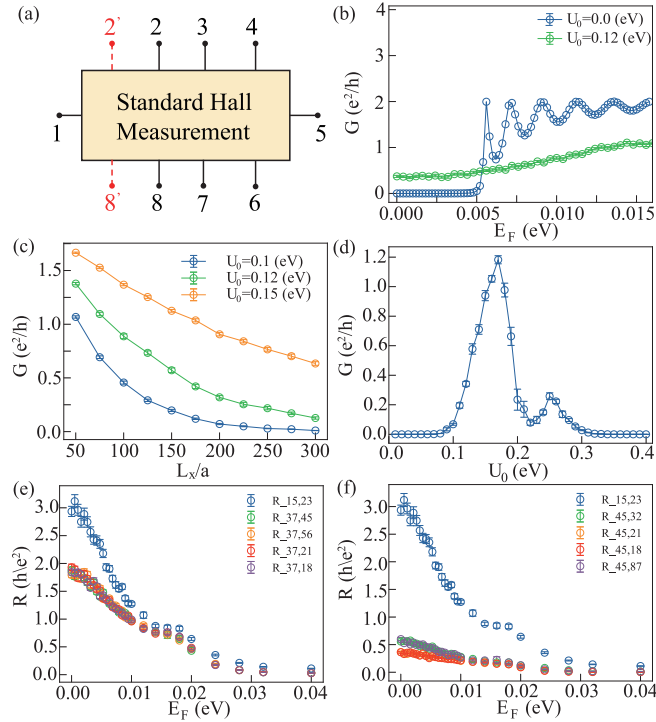 (a)
2' 2 3 4
Standard Hall
Measurement
1
5
8' 8 7 6
(b)
U₀=0.0 (eV)
U₀=0.12 (eV)
G (e²/h)
4
3
2
1
0
0.000 0.005 0.010 0.015
E_F (eV)
(c)
U₀=0.1 (eV)
U₀=0.12 (eV)
U₀=0.15 (eV)
G (e²/h)
1.5
1.0
0.5
0.0
50 100 150 200 250 300
Lₓ/a
(d)
G (e²/h)
1.2
1.0
0.8
0.6
0.4
0.2
0.0
0.0 0.1 0.2 0.3 0.4
U₀ (eV)
(e)
R_15,23
R_37,45
R_37,56
R_37,21
R_37,18
R (h\e²)
3.0
2.5
2.0
1.5
1.0
0.5
0.0
0.00 0.01 0.02 0.03 0.04
E_F (eV)
(f)
R_15,23
R_45,32
R_45,21
R_45,18
R_45,87
R (h\e²)
3.0
2.5
2.0
1.5
1.0
0.5
0.0
0.00 0.01 0.02 0.03 0.04
E_F (eV)